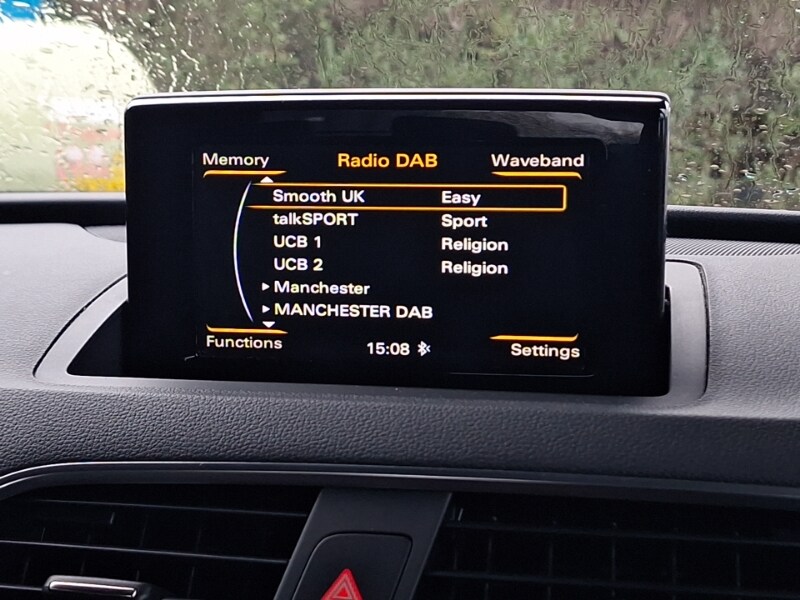 Memory Radio DAB Waveband
Smooth UK Easy
talkSPORT Sport
UCB 1 Religion
UCB 2 Religion
Manchester
MANCHESTER DAB
Functions 15:08 Settings